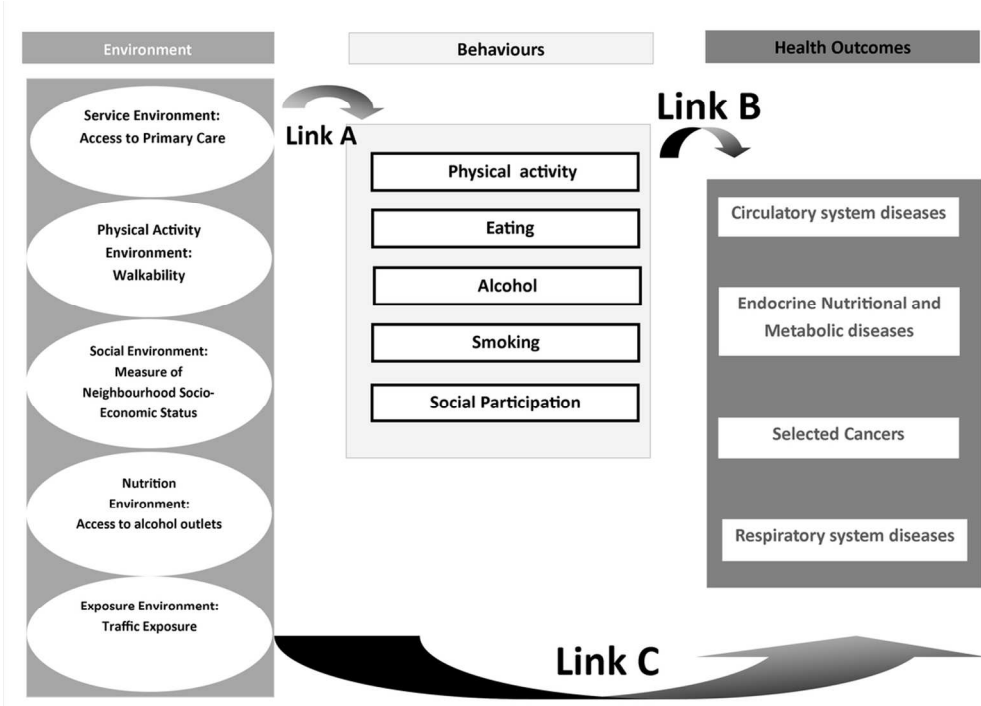 Environment
Service Environment:
Access to Primary Care
Physical Activity
Environment:
Walkability
Social Environment:
Measure of
Neighbourhood Socio-
Economic Status
Nutrition
Environment:
Access to alcohol outlets
Exposure Environment:
Traffic Exposure
Link A
Behaviours
Physical activity
Eating
Alcohol
Smoking
Social Participation
Link B
Health Outcomes
Circulatory system diseases
Endocrine Nutritional and
Metabolic diseases
Selected Cancers
Respiratory system diseases
Link C